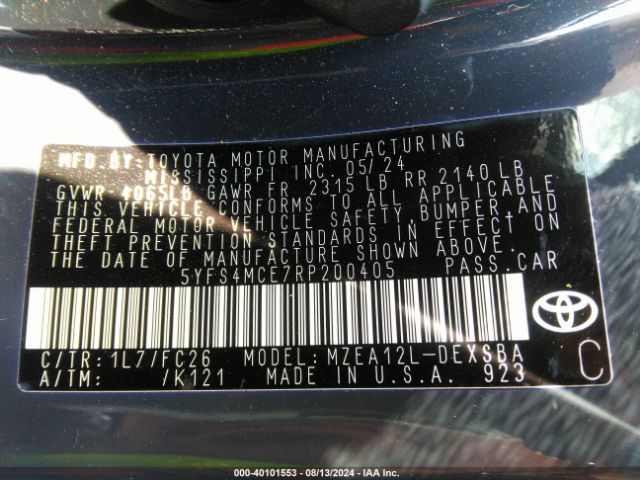 MFD.BY:TOYOTA MOTOR MANUFACTURING
MISSISSIPPI INC. 05/24
GVWR 4065LB GAWR FR 2315 LB RR 2140 LB
THIS VEHICLE CONFORMS TO ALL APPLICABLE
FEDERAL MOTOR VEHICLE SAFETY, BUMPER, AND
THEFT PREVENTION STANDARDS IN EFFECT ON
THE DATE OF MANUFACTURE SHOWN ABOVE.
5YFS4MCE7RP200405 PASS.CAR
C/TR: 1L7/FC26 MODEL: MZEA12L-DEXSBA
A/TM: /K121 MADE IN U.S.A. 923
TOYOTA
C
000-40101553 - 08/13/2024 - IAA Inc.